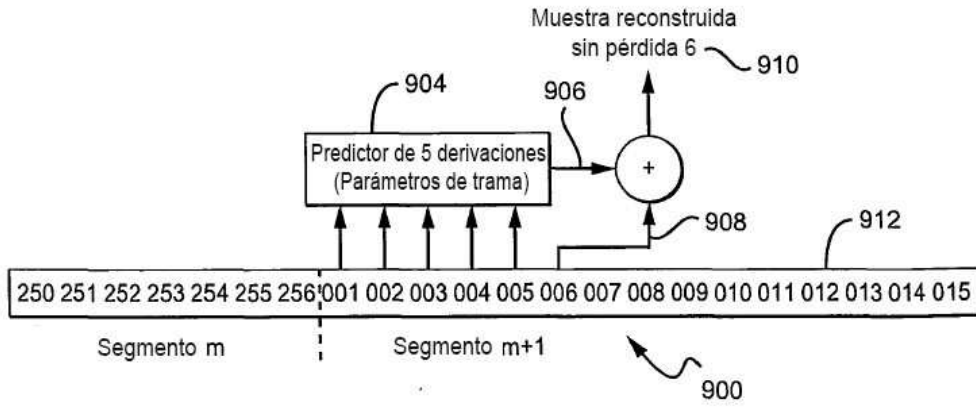 Muestra reconstruida
sin pérdida 6
910
904
906
Predictor de 5 derivaciones
(Parámetros de trama)
+
908
912
250 251 252 253 254 255 256 001 002 003 004 005 006 007 008 009 010 011 012 013 014 015
Segmento m
Segmento m+1
900